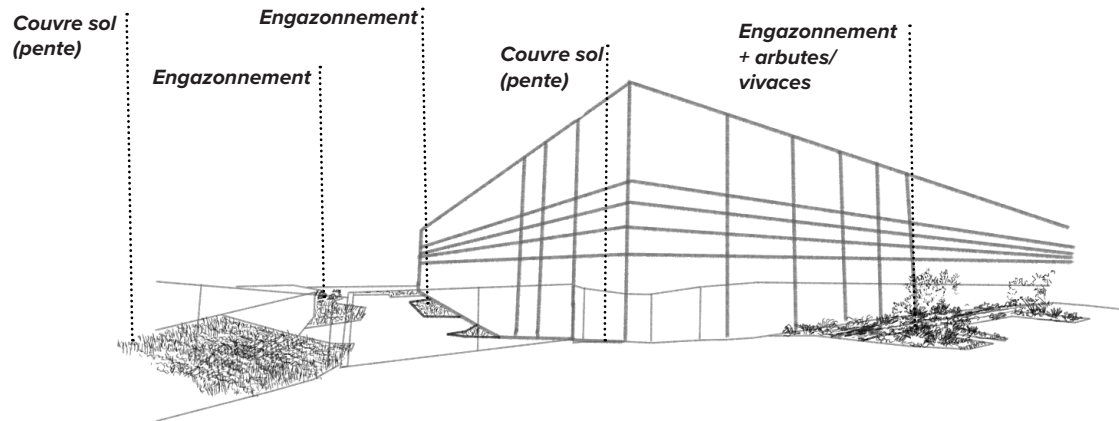 Couvre sol
(pente)
Engazonnement
Engazonnement
Couvre sol
(pente)
Engazonnement
+ arbutes/
vivaces